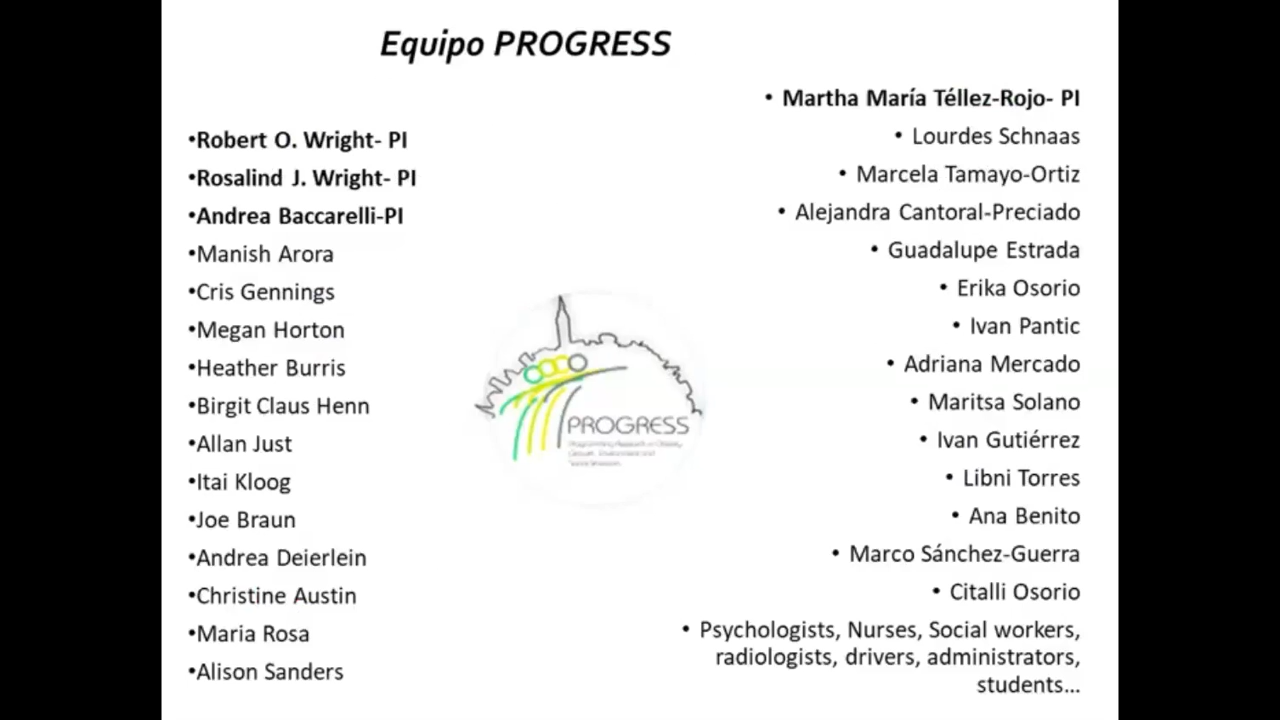 Equipo PROGRESS
•Robert O. Wright- PI
•Rosalind J. Wright- PI
•Andrea Baccarelli-PI
•Manish Arora
•Cris Gennings
•Megan Horton
•Heather Burris
•Birgit Claus Henn
•Allan Just
•Itai Kloog
•Joe Braun
•Andrea Deierlein
•Christine Austin
•Maria Rosa
•Alison Sanders
PROGRESS
• Martha María Téllez-Rojo- PI
• Lourdes Schnaas
• Marcela Tamayo-Ortiz
• Alejandra Cantoral-Preciado
• Guadalupe Estrada
• Erika Osorio
• Ivan Pantic
• Adriana Mercado
• Maritsa Solano
• Ivan Gutiérrez
• Libni Torres
• Ana Benito
• Marco Sánchez-Guerra
• Citalli Osorio
• Psychologists, Nurses, Social workers,
radiologists, drivers, administrators,
students…